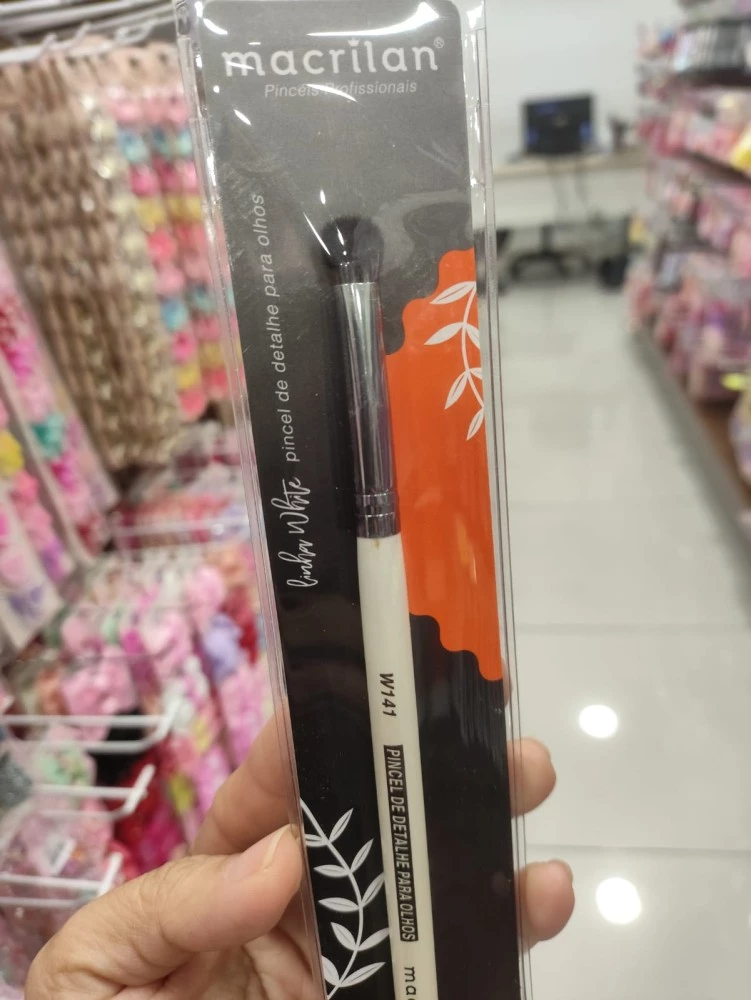 macrilan®
Pincéis Profissionais
linha White pincel de detalhe para olhos
W141
PINCEL DE DETALHE PARA OLHOS